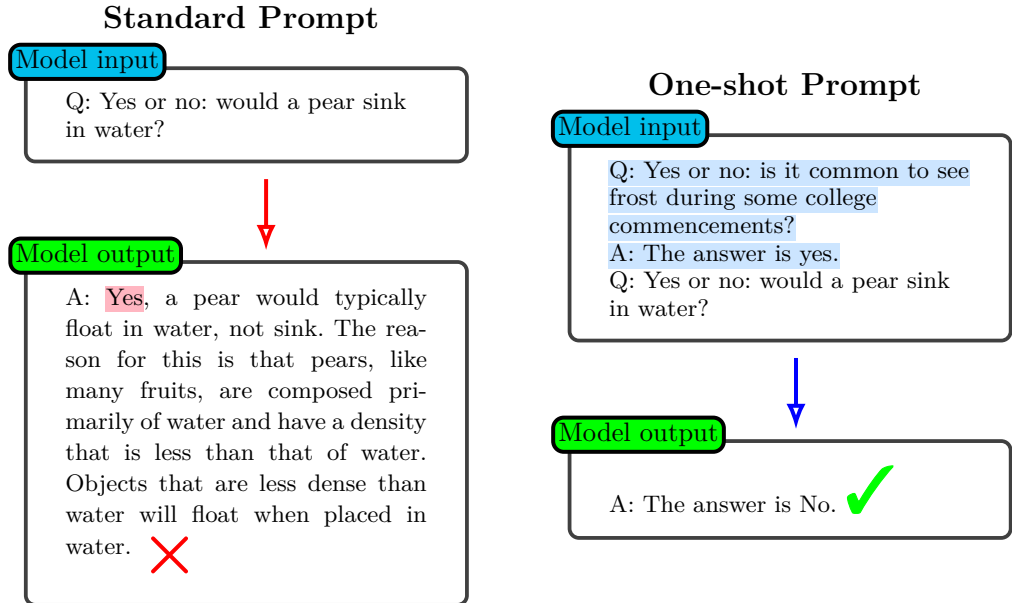 Standard Prompt
Model input
Q: Yes or no: would a pear sink
in water?
Model output
A: Yes, a pear would typically
float in water, not sink. The rea-
son for this is that pears, like
many fruits, are composed pri-
marily of water and have a density
that is less than that of water.
Objects that are less dense than
water will float when placed in
water.
One-shot Prompt
Model input
Q: Yes or no: is it common to see
frost during some college
commencements?
A: The answer is yes.
Q: Yes or no: would a pear sink
in water?
Model output
A: The answer is No.